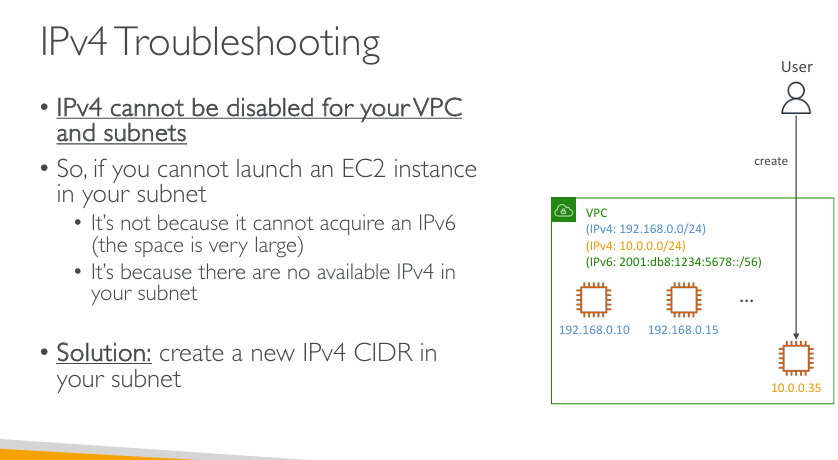 IPv4 Troubleshooting
• IPv4 cannot be disabled for your VPC
and subnets
• So, if you cannot launch an EC2 instance
in your subnet
• It's not because it cannot acquire an IPv6
(the space is very large)
• It's because there are no available IPv4 in
your subnet
• Solution: create a new IPv4 CIDR in
your subnet
User
create
VPC
(IPv4: 192.168.0.0/24)
(IPv4: 10.0.0.0/24)
(IPv6: 2001:db8:1234:5678::/56)
...
192.168.0.10
192.168.0.15
10.0.0.35